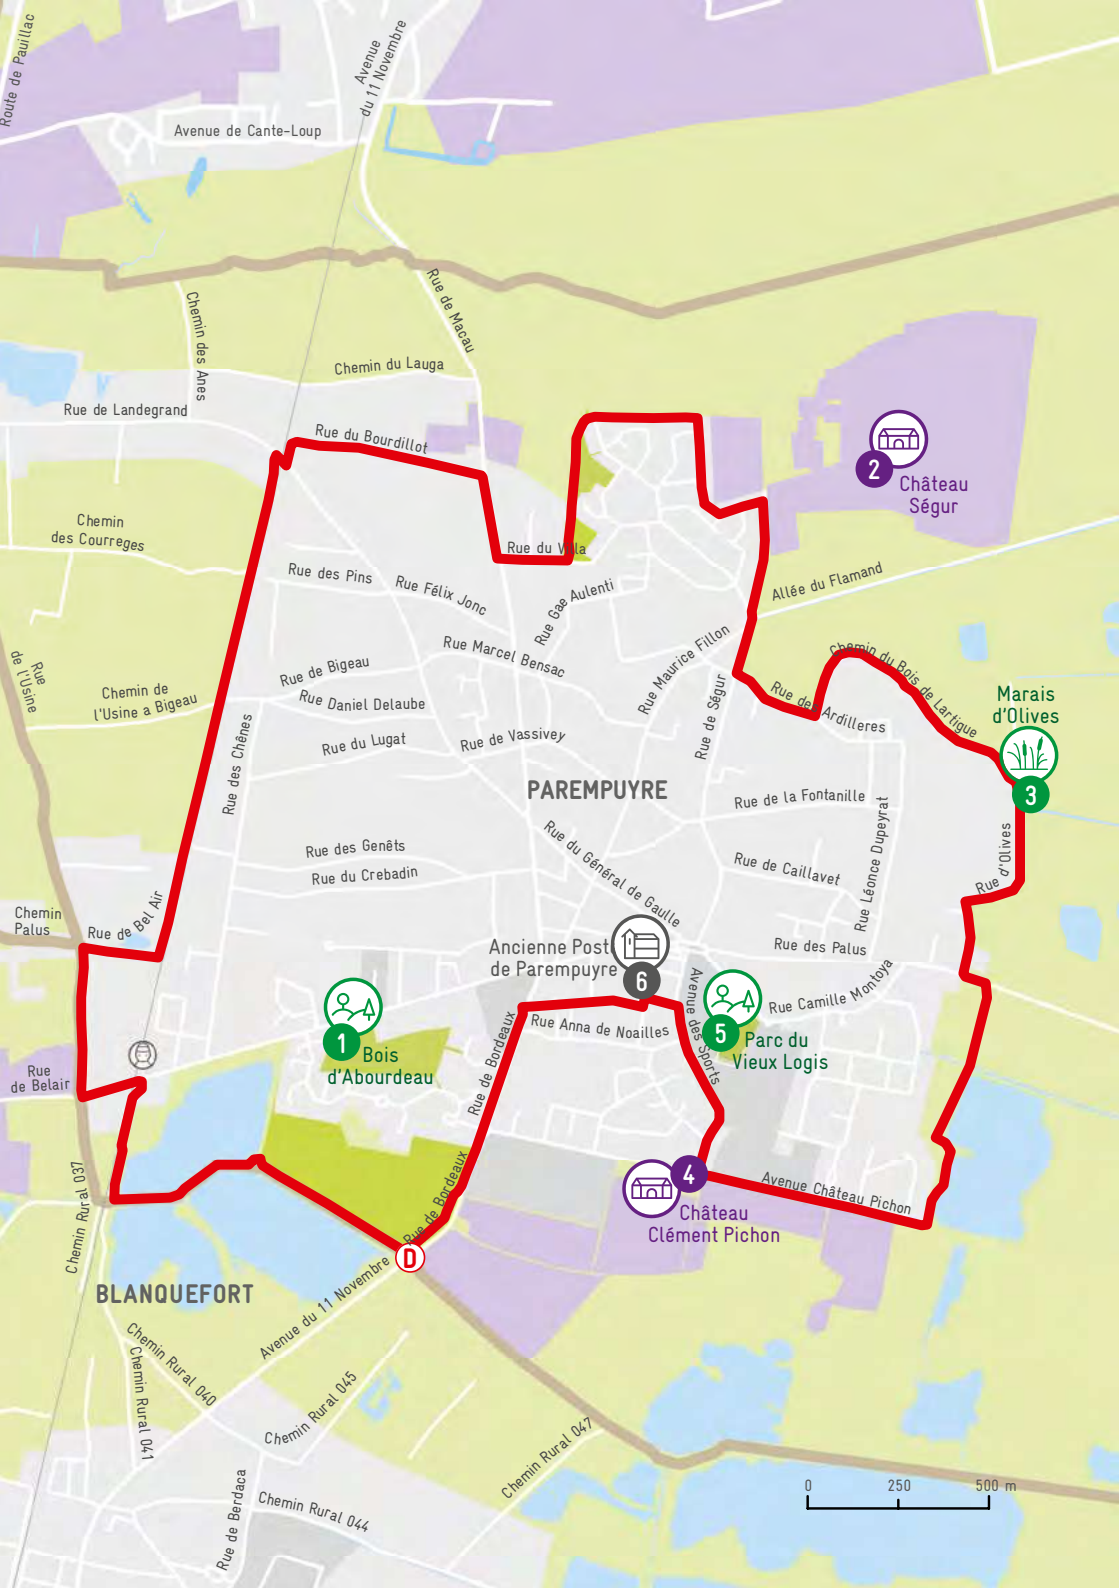 Route de Pauillac
Avenue
du 11 Novembre
Avenue de Cante-Loup
Rue de Macau
Chemin des Anes
Chemin du Lauga
Rue de Landegrand
Rue du Bourdillot
2
Château
Ségur
Chemin
des Courreges
Rue du Villa
Rue des Pins
Rue Félix Jonc
Rue Gae Aulenti
Allée du Flamand
Rue
de l'Usine
Rue Marcel Bensac
Rue Maurice Fillon
Chemin du Bois de Lartigue
Rue de Bigeau
Chemin de
l'Usine a Bigeau
Rue Daniel Delaube
Rue de Ségur
Rue des Ardilleres
Marais
d'Olives
3
Rue des Chênes
Rue du Lugat
Rue de Vassivey
PAREMPUYRE
Rue de la Fontanille
Rue Léonce Dupeyrat
Rue d'Olives
Rue des Genêts
Rue du Crebadin
Rue du Général de Gaulle
Rue de Caillavet
Chemin
Palus
Rue de Bel Air
Ancienne Post
de Parempuyre
6
Rue des Palus
Avenue des Sports
Rue Camille Montoya
1
Bois
d'Abourdeau
Rue de Bordeaux
Rue Anna de Noailles
5
Parc du
Vieux Logis
Rue
de Belair
Chemin Rural 037
Rue de Bordeaux
4
Château
Clément Pichon
Avenue Château Pichon
D
BLANQUEFORT
Avenue du 11 Novembre
Chemin Rural 040
Chemin Rural 041
Chemin Rural 045
Chemin Rural 047
Rue de Berdaca
Chemin Rural 044
0 250 500 m